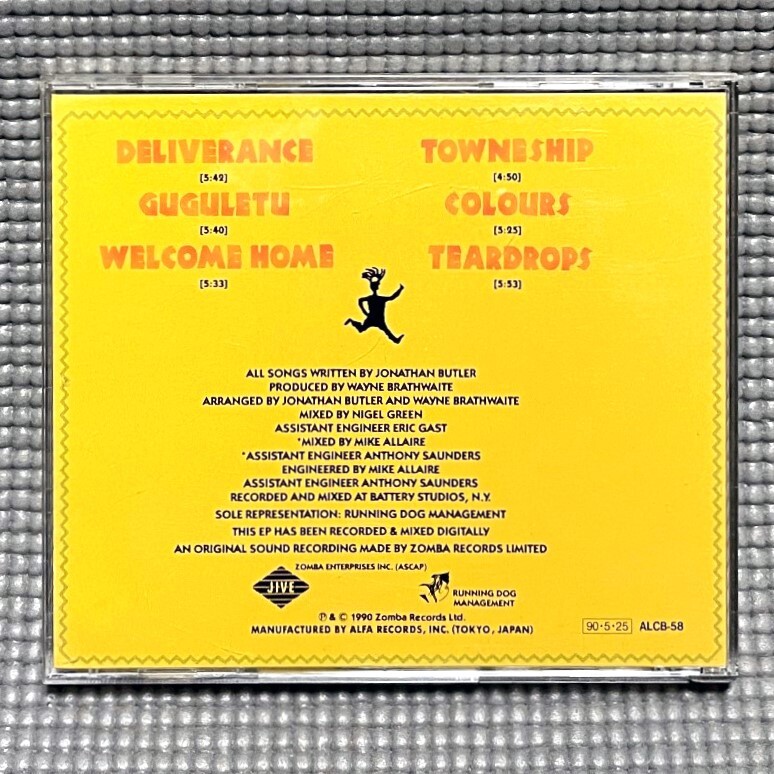 DELIVERANCE
[5:42]
GUGULETU
[5:40]
WELCOME HOME
[5:33]
TOWNESHIP
[4:50]
COLOURS
[5:25]
TEARDROPS
[5:53]
ALL SONGS WRITTEN BY JONATHAN BUTLER
PRODUCED BY WAYNE BRATHWAITE
ARRANGED BY JONATHAN BUTLER AND WAYNE BRATHWAITE
MIXED BY NIGEL GREEN
ASSISTANT ENGINEER ERIC GAST
*MIXED BY MIKE ALLAIRE
*ASSISTANT ENGINEER ANTHONY SAUNDERS
ENGINEERED BY MIKE ALLAIRE
ASSISTANT ENGINEER ANTHONY SAUNDERS
RECORDED AND MIXED AT BATTERY STUDIOS, N.Y.
SOLE REPRESENTATION: RUNNING DOG MANAGEMENT
THIS EP HAS BEEN RECORDED & MIXED DIGITALLY
AN ORIGINAL SOUND RECORDING MADE BY ZOMBA RECORDS LIMITED
ZOMBA ENTERPRISES INC. (ASCAP)
JIVE
RUNNING DOG
MANAGEMENT
℗ & © 1990 Zomba Records Ltd.
MANUFACTURED BY ALFA RECORDS, INC. (TOKYO, JAPAN)
90·5·25 ALCB-58